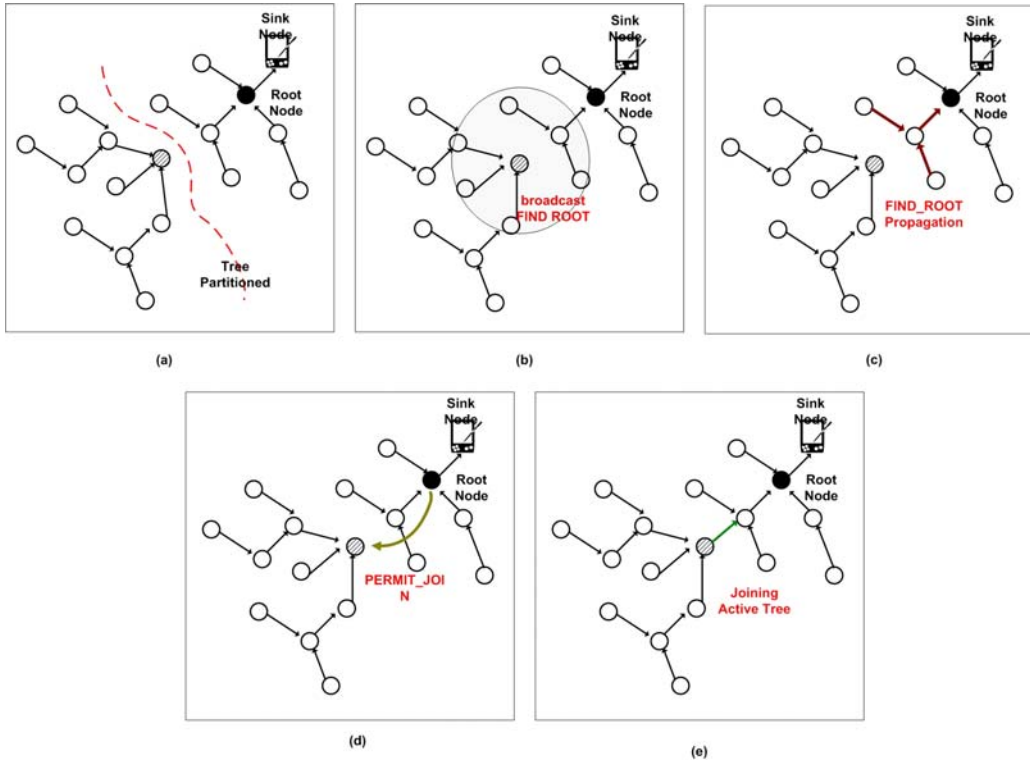 Sink
Node
Root
Node
Tree
Partitioned
(a)
Sink
Node
Root
Node
broadcast
FIND ROOT
(b)
Sink
Node
Root
Node
FIND_ROOT
Propagation
(c)
Sink
Node
Root
Node
PERMIT_JOI
N
(d)
Sink
Node
Root
Node
Joining
Active Tree
(e)